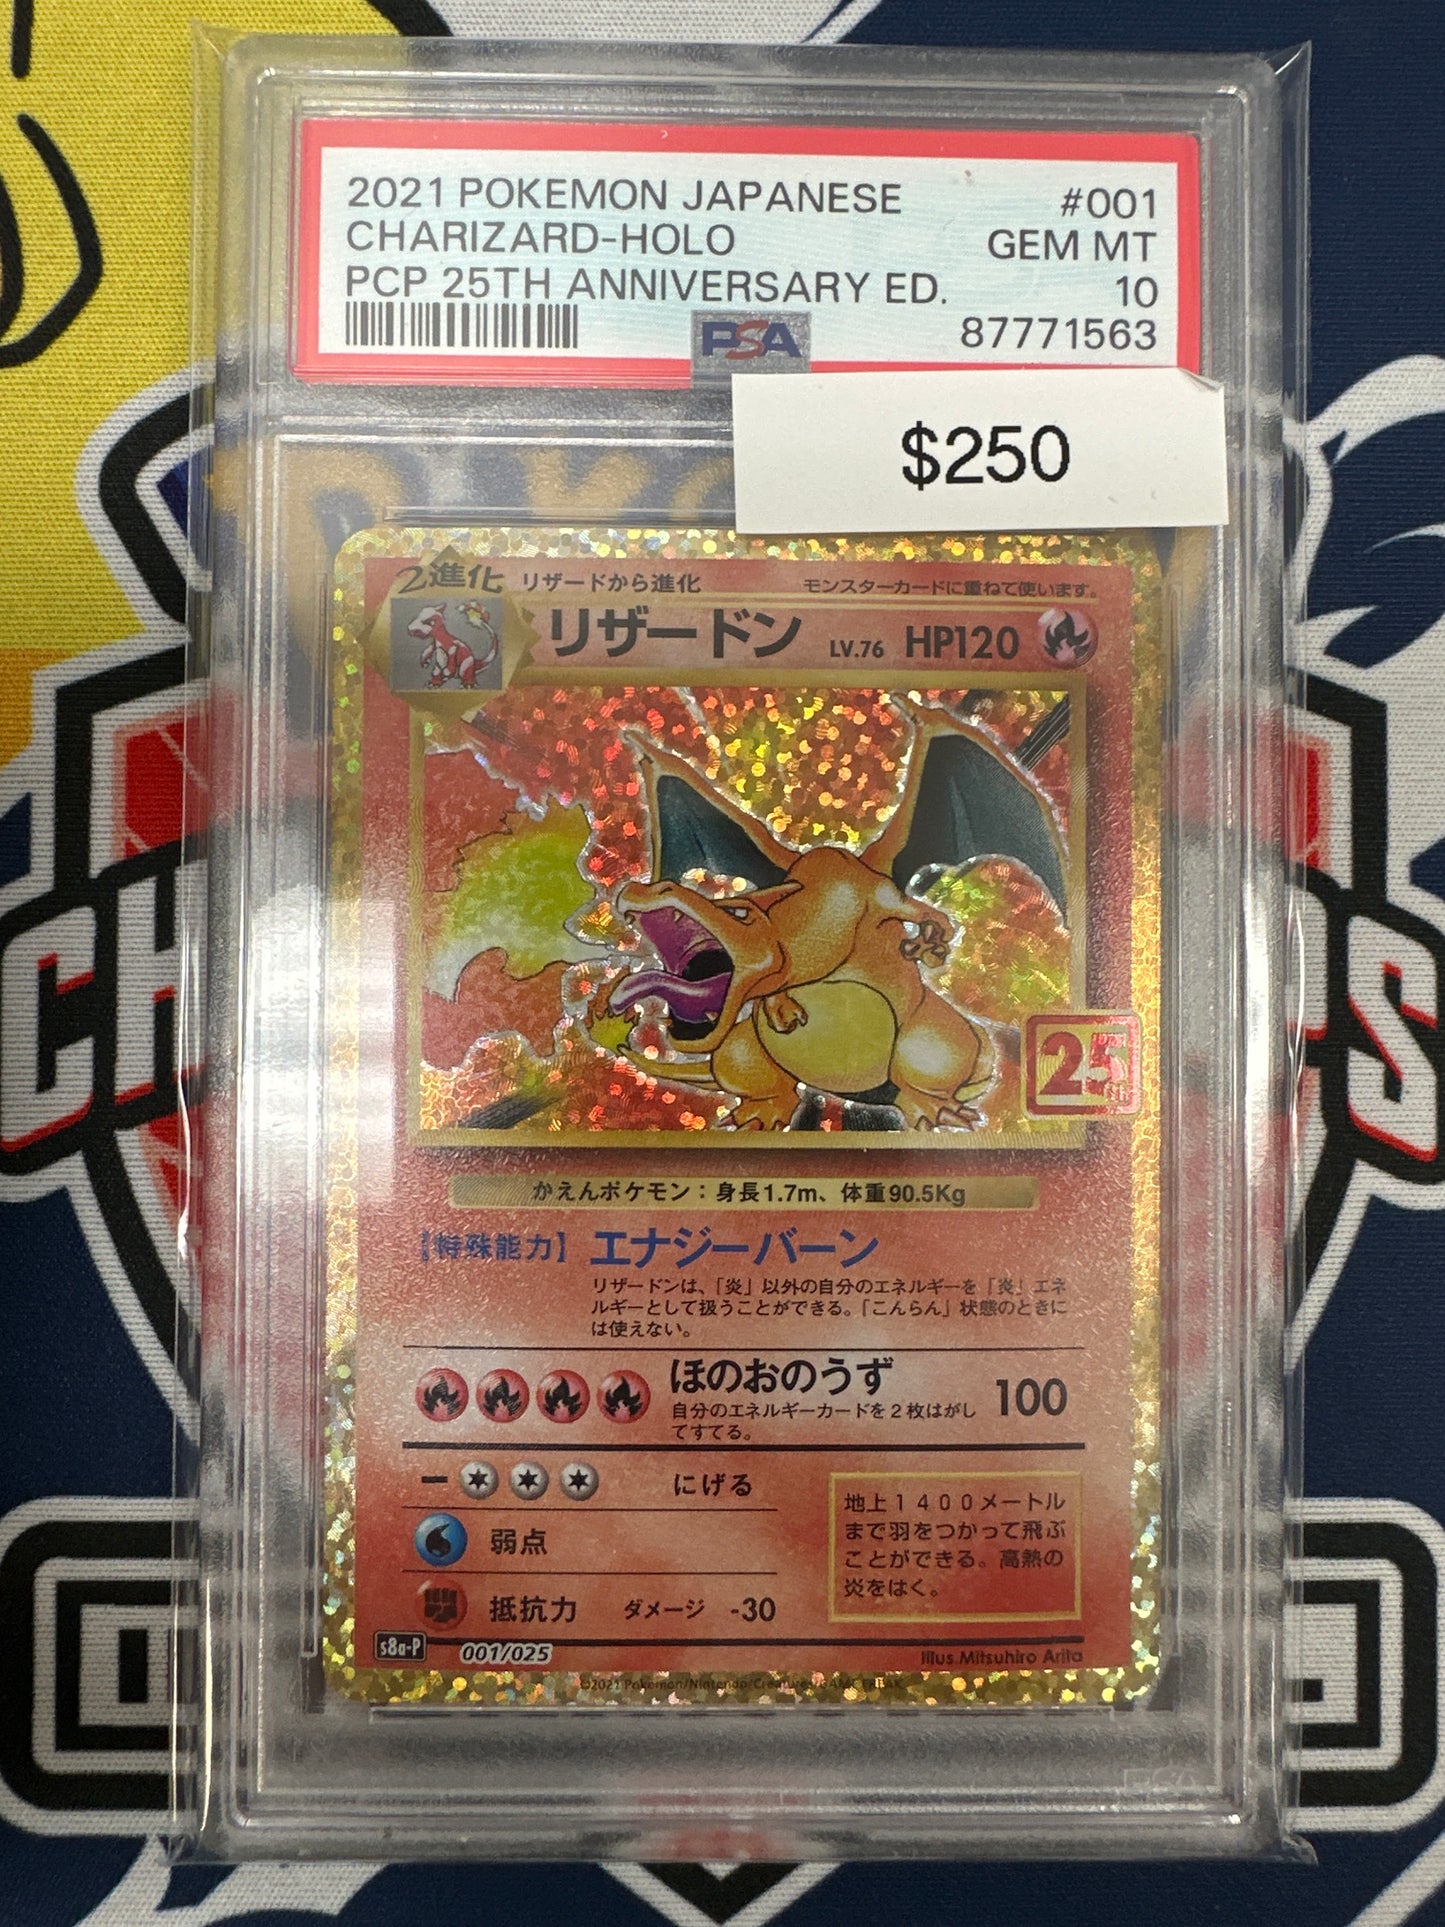 2021 POKEMON JAPANESE #001
CHARIZARD-HOLO GEM MT
PCP 25TH ANNIVERSARY ED. 10
PSA 87771563
$250
2進化 リザードから進化 モンスターカードに重ねて使います。
リザードン LV.76 HP120
25th
かえんポケモン：身長1.7m、体重90.5Kg
【特殊能力】 エナジーバーン
リザードンは、「炎」以外の自分のエネルギーを「炎」エネ
ルギーとして扱うことができる。「こんらん」状態のときに
は使えない。
ほのおのうず 100
自分のエネルギーカードを2枚はがし
てすてる。
ー にげる
弱点
抵抗力 ダメージ -30
地上1400メートル
まで羽をつかって飛ぶ
ことができる。高熱の
炎をはく。
s8a-P 001/025 Illus.Mitsuhiro Arita
©2021 Pokémon/Nintendo/Creatures/GAME FREAK